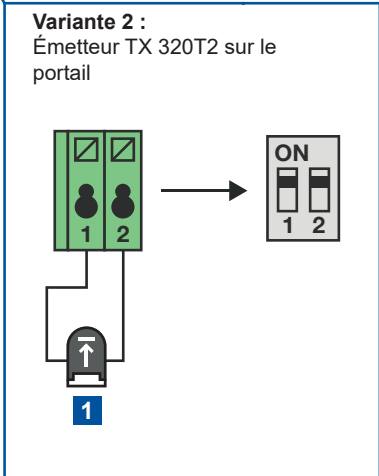 Variante 2 :
Émetteur TX 320T2 sur le
portail
ON
1 2
1 2
1